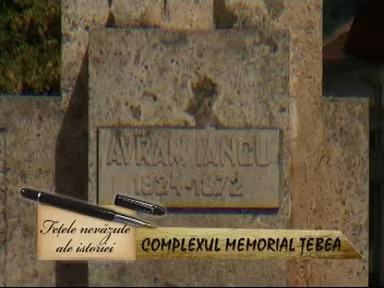 AVRAM IANCU
1824-1872
Fețele nevăzute
ale istoriei
COMPLEXUL MEMORIAL ȚEBEA